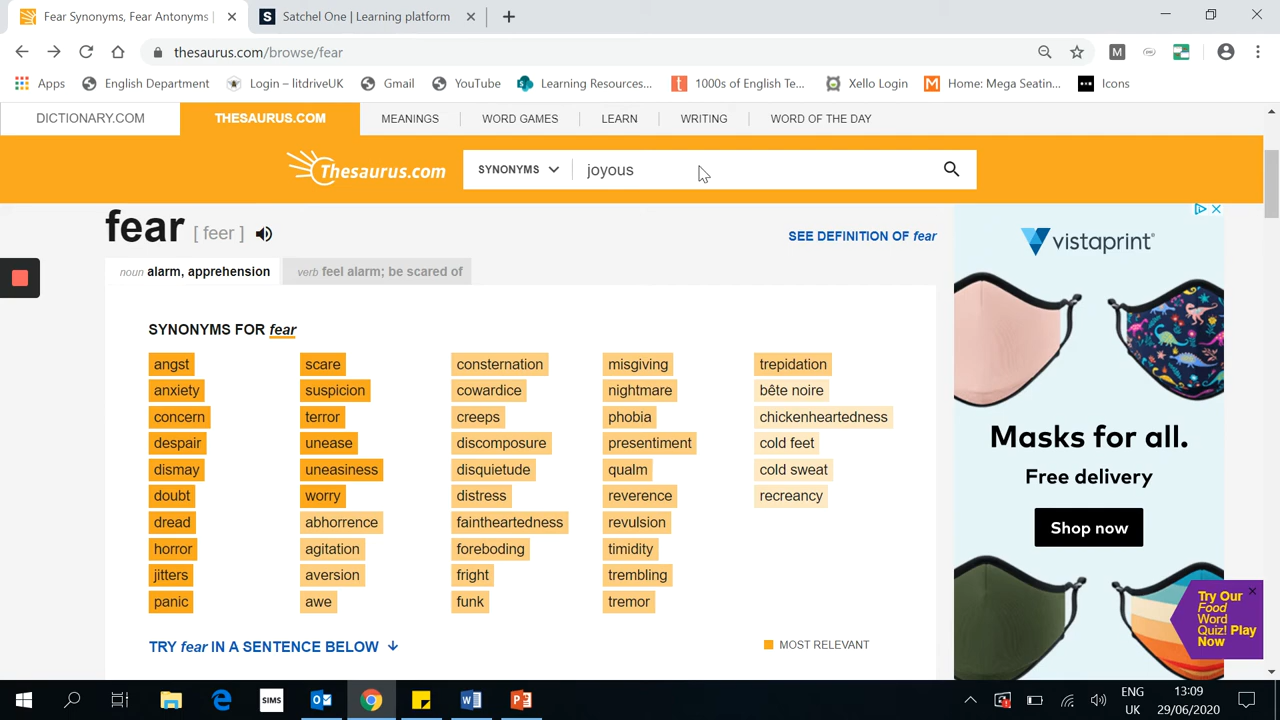 Fear Synonyms, Fear Antonyms
Satchel One | Learning platform
thesaurus.com/browse/fear
Apps
English Department
Login – litdriveUK
Gmail
YouTube
Learning Resources...
1000s of English Te...
Xello Login
Home: Mega Seatin...
Icons
DICTIONARY.COM
THESAURUS.COM
MEANINGS
WORD GAMES
LEARN
WRITING
WORD OF THE DAY
Thesaurus.com
SYNONYMS
joyous
fear [ feer ]
SEE DEFINITION OF fear
noun alarm, apprehension
verb feel alarm; be scared of
SYNONYMS FOR fear
angst
anxiety
concern
despair
dismay
doubt
dread
horror
jitters
panic
scare
suspicion
terror
unease
uneasiness
worry
abhorrence
agitation
aversion
awe
consternation
cowardice
creeps
discomposure
disquietude
distress
faintheartedness
foreboding
fright
funk
misgiving
nightmare
phobia
presentiment
qualm
reverence
revulsion
timidity
trembling
tremor
trepidation
bête noire
chickenheartedness
cold feet
cold sweat
recreancy
TRY fear IN A SENTENCE BELOW
MOST RELEVANT
vistaprint
Masks for all.
Free delivery
Shop now
Try Our
Food
Word
Quiz! Play
Now
SIMS
ENG
UK
13:09
29/06/2020